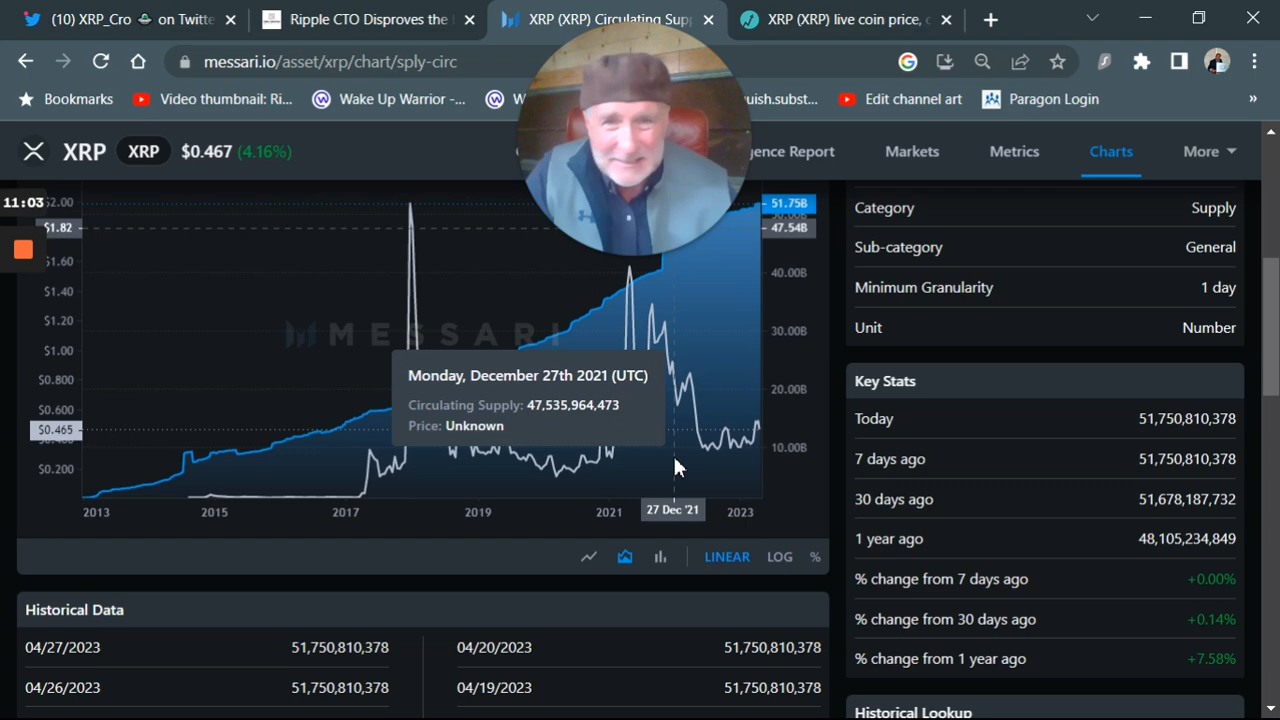 (10) XRP_Cro on Twitte
Ripple CTO Disproves the
XRP (XRP) Circulating Supp
XRP (XRP) live coin price, c
messari.io/asset/xrp/chart/sply-circ
Bookmarks
Video thumbnail: Ri...
Wake Up Warrior -...
W
uish.subst...
Edit channel art
Paragon Login
»
XRP
XRP
$0.467 (4.16%)
gence Report
Markets
Metrics
Charts
More
11:03
$2.00
$1.82
$1.60
$1.40
$1.20
$1.00
$0.800
$0.600
$0.465
$0.200
51.75B
47.54B
40.00B
30.00B
20.00B
10.00B
MESSARI
Monday, December 27th 2021 (UTC)
Circulating Supply: 47,535,964,473
Price: Unknown
2013
2015
2017
2019
2021
27 Dec '21
2023
LINEAR
LOG
%
Category Supply
Sub-category General
Minimum Granularity 1 day
Unit Number
Key Stats
Today 51,750,810,378
7 days ago 51,750,810,378
30 days ago 51,678,187,732
1 year ago 48,105,234,849
% change from 7 days ago +0.00%
% change from 30 days ago +0.14%
% change from 1 year ago +7.58%
Historical Data
04/27/2023 51,750,810,378
04/20/2023 51,750,810,378
04/26/2023 51,750,810,378
04/19/2023 51,750,810,378
Historical Lookup